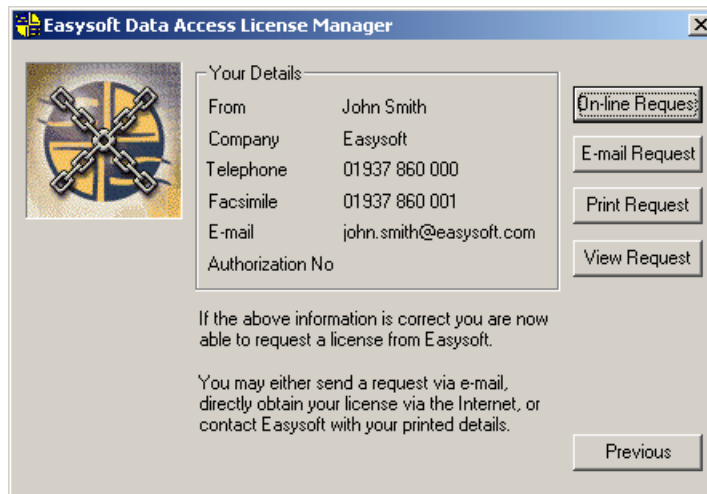 Easysoft Data Access License Manager
Your Details
From John Smith
Company Easysoft
Telephone 01937 860 000
Facsimile 01937 860 001
E-mail john.smith@easysoft.com
Authorization No
On-line Reques
E-mail Request
Print Request
View Request
If the above information is correct you are now
able to request a license from Easysoft.
You may either send a request via e-mail,
directly obtain your license via the Internet, or
contact Easysoft with your printed details.
Previous